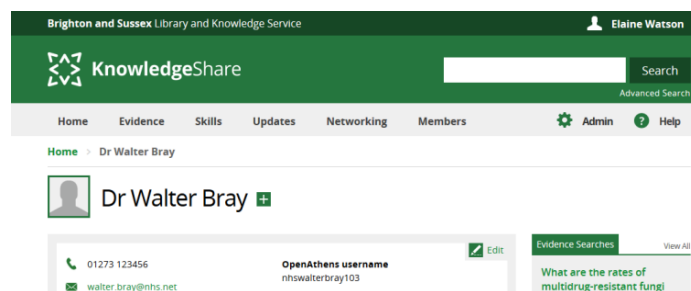 Brighton and Sussex Library and Knowledge Service
Elaine Watson
KnowledgeShare
Search
Advanced Search
Home Evidence Skills Updates Networking Members Admin ? Help
Home > Dr Walter Bray
Dr Walter Bray +
Edit
Evidence Searches View All
01273 123456
OpenAthens username
nhswalterbray103
walter.bray@nhs.net
What are the rates of
multidrug-resistant fungi